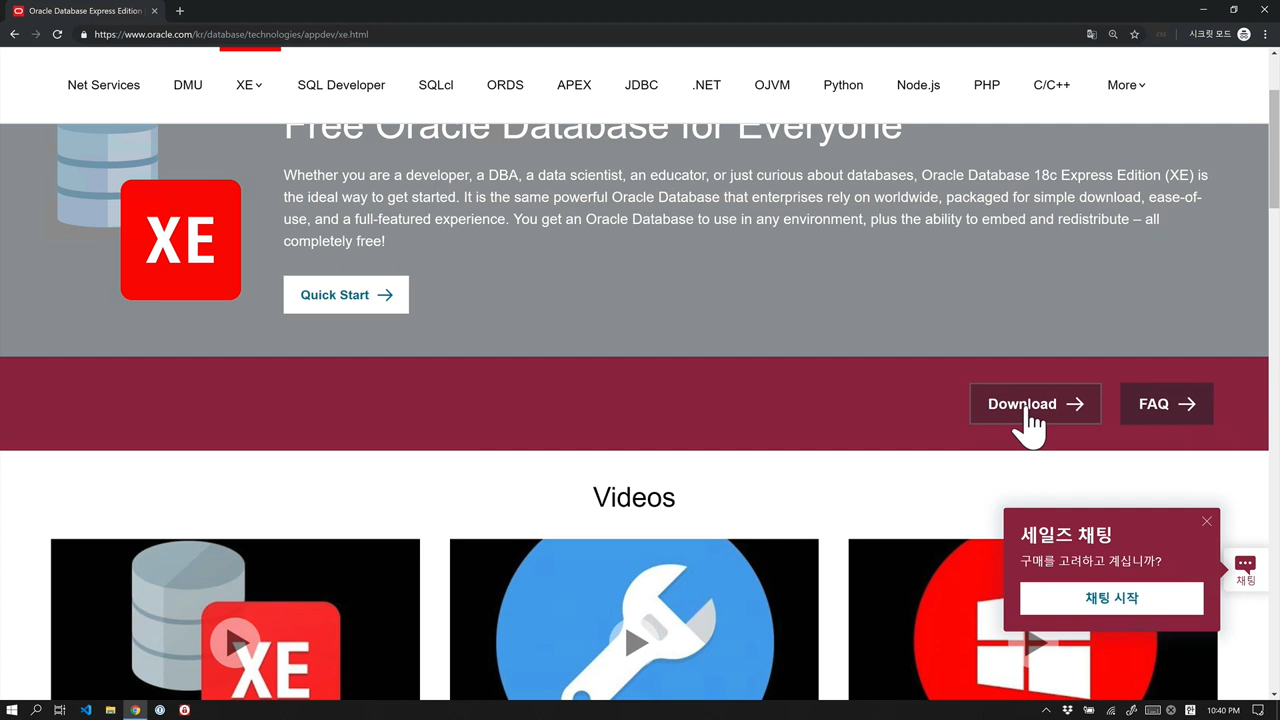 Oracle Database Express Edition
https://www.oracle.com/kr/database/technologies/appdev/xe.html
시크릿 모드
Net Services DMU XE SQL Developer SQLcl ORDS APEX JDBC .NET OJVM Python Node.js PHP C/C++ More
Free Oracle Database for Everyone
Whether you are a developer, a DBA, a data scientist, an educator, or just curious about databases, Oracle Database 18c Express Edition (XE) is
the ideal way to get started. It is the same powerful Oracle Database that enterprises rely on worldwide, packaged for simple download, ease-of-
use, and a full-featured experience. You get an Oracle Database to use in any environment, plus the ability to embed and redistribute – all
completely free!
XE
Quick Start
Download FAQ
Videos
세일즈 채팅
구매를 고려하고 계십니까?
채팅 시작
채팅
XE
10:40 PM